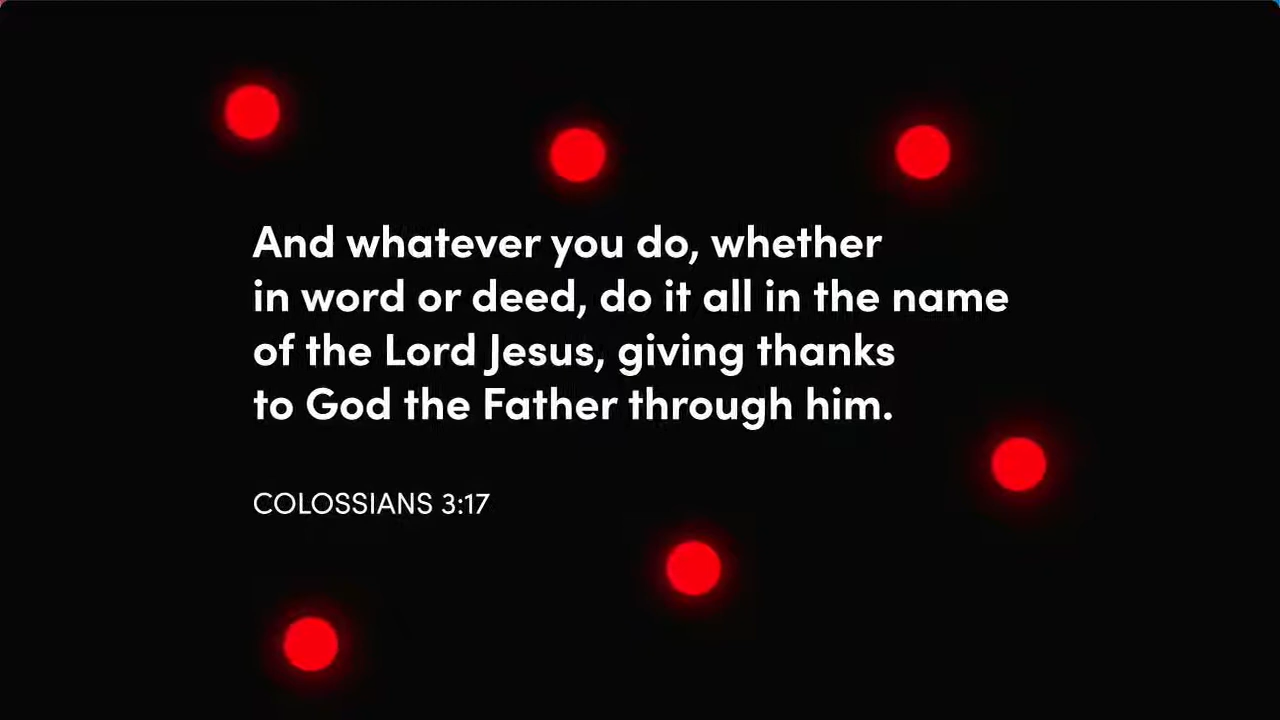 And whatever you do, whether
in word or deed, do it all in the name
of the Lord Jesus, giving thanks
to God the Father through him.
COLOSSIANS 3:17